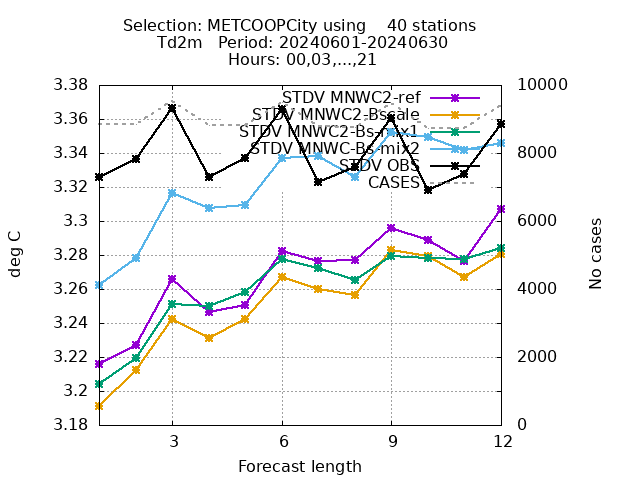 Selection: METCOOPCity using 40 stations
Td2m Period: 20240601-20240630
Hours: 00,03,...,21
3.38
3.36
3.34
3.32
3.3
3.28
3.26
3.24
3.22
3.2
3.18
deg C
STDV MNWC2-ref
STDV MNWC2-Bscale
STDV MNWC2-Bs-mix1
STDV MNWC-Bs-mix2
STDV OBS
CASES
10000
8000
6000
4000
2000
0
No cases
3 6 9 12
Forecast length